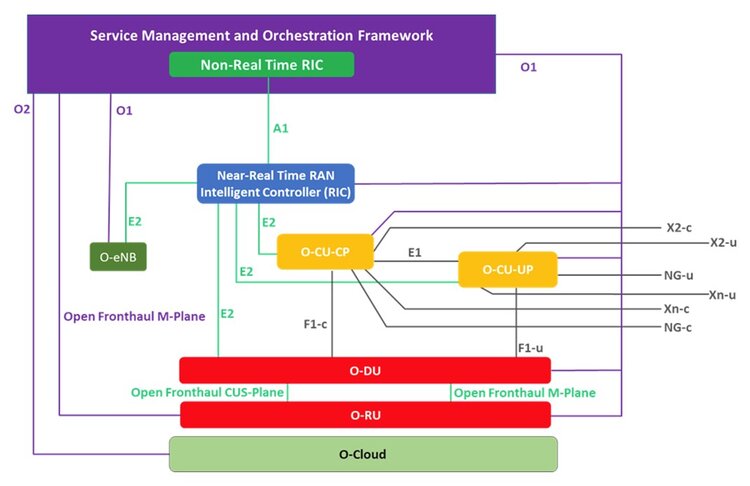 Service Management and Orchestration Framework
Non-Real Time RIC
O1
O2
O1
A1
Near-Real Time RAN
Intelligent Controller (RIC)
E2
E2
X2-c
X2-u
O-eNB
O-CU-CP
E1
O-CU-UP
E2
NG-u
Xn-u
Xn-c
Open Fronthaul M-Plane
E2
F1-c
NG-c
F1-u
O-DU
Open Fronthaul CUS-Plane
Open Fronthaul M-Plane
O-RU
O-Cloud